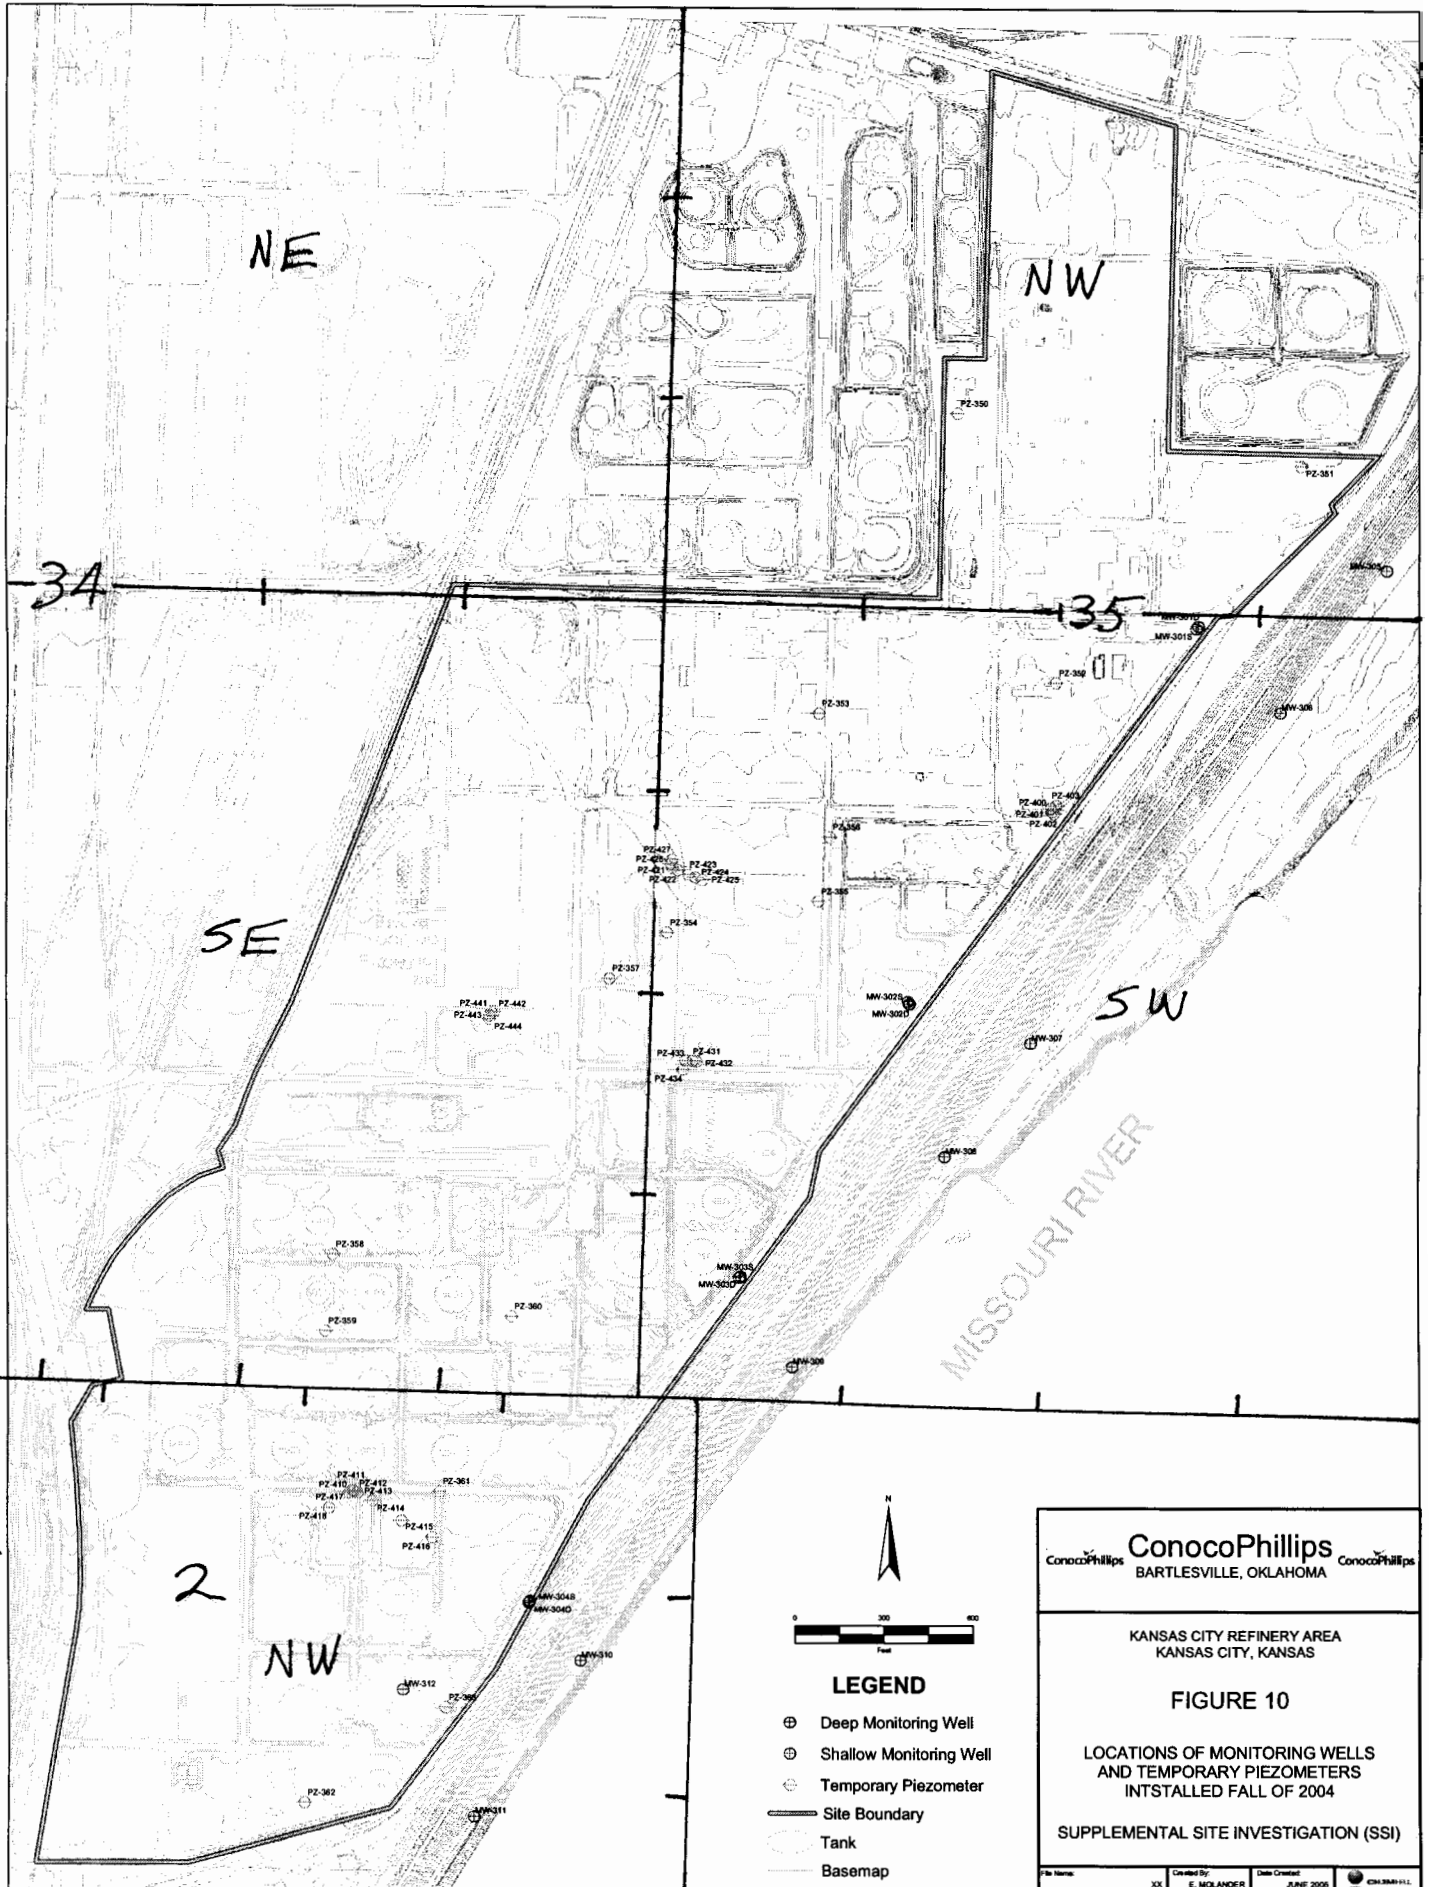 NE
NW
PZ-350
PZ-351
34
35
MW-305
MW-301D
MW-301S
PZ-352
MW-306
PZ-353
PZ-403
PZ-400
PZ-401
PZ-402
PZ-356
PZ-427
PZ-423
PZ-421
PZ-424
PZ-422
PZ-425
PZ-355
PZ-354
SE
PZ-357
MW-302S
MW-302D
SW
PZ-441
PZ-442
PZ-443
PZ-444
MW-307
PZ-433
PZ-431
PZ-432
PZ-434
MW-308
MISSOURI RIVER
PZ-358
MW-303S
MW-303D
PZ-360
PZ-359
PZ-411
PZ-410
PZ-412
PZ-413
PZ-361
PZ-417
PZ-414
PZ-418
PZ-415
PZ-416
2
NW
MW-304S
MW-304D
MW-310
MW-312
PZ-362
MW-311
N
0 300 600
Feet
LEGEND
Deep Monitoring Well
Shallow Monitoring Well
Temporary Piezometer
Site Boundary
Tank
Basemap
ConocoPhillips ConocoPhillips ConocoPhillips
BARTLESVILLE, OKLAHOMA
KANSAS CITY REFINERY AREA
KANSAS CITY, KANSAS
FIGURE 10
LOCATIONS OF MONITORING WELLS
AND TEMPORARY PIEZOMETERS
INTSTALLED FALL OF 2004
SUPPLEMENTAL SITE INVESTIGATION (SSI)
File Name: Created By: Date Created:
XX E. MOLANDER JUNE 2005 CH2MHILL